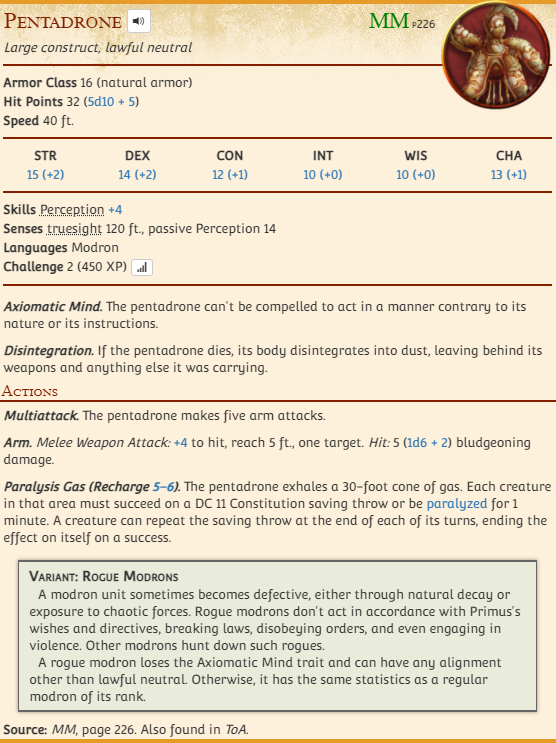 Pentadrone MM P226
Large construct, lawful neutral
Armor Class 16 (natural armor)
Hit Points 32 (5d10 + 5)
Speed 40 ft.
STR DEX CON INT WIS CHA
15 (+2) 14 (+2) 12 (+1) 10 (+0) 10 (+0) 13 (+1)
Skills Perception +4
Senses truesight 120 ft., passive Perception 14
Languages Modron
Challenge 2 (450 XP)
Axiomatic Mind. The pentadrone can't be compelled to act in a manner contrary to its
nature or its instructions.
Disintegration. If the pentadrone dies, its body disintegrates into dust, leaving behind its
weapons and anything else it was carrying.
Actions
Multiattack. The pentadrone makes five arm attacks.
Arm. Melee Weapon Attack: +4 to hit, reach 5 ft., one target. Hit: 5 (1d6 + 2) bludgeoning
damage.
Paralysis Gas (Recharge 5–6). The pentadrone exhales a 30-foot cone of gas. Each creature
in that area must succeed on a DC 11 Constitution saving throw or be paralyzed for 1
minute. A creature can repeat the saving throw at the end of each of its turns, ending the
effect on itself on a success.
Variant: Rogue Modrons
A modron unit sometimes becomes defective, either through natural decay or
exposure to chaotic forces. Rogue modrons don't act in accordance with Primus's
wishes and directives, breaking laws, disobeying orders, and even engaging in
violence. Other modrons hunt down such rogues.
A rogue modron loses the Axiomatic Mind trait and can have any alignment
other than lawful neutral. Otherwise, it has the same statistics as a regular
modron of its rank.
Source: MM, page 226. Also found in ToA.